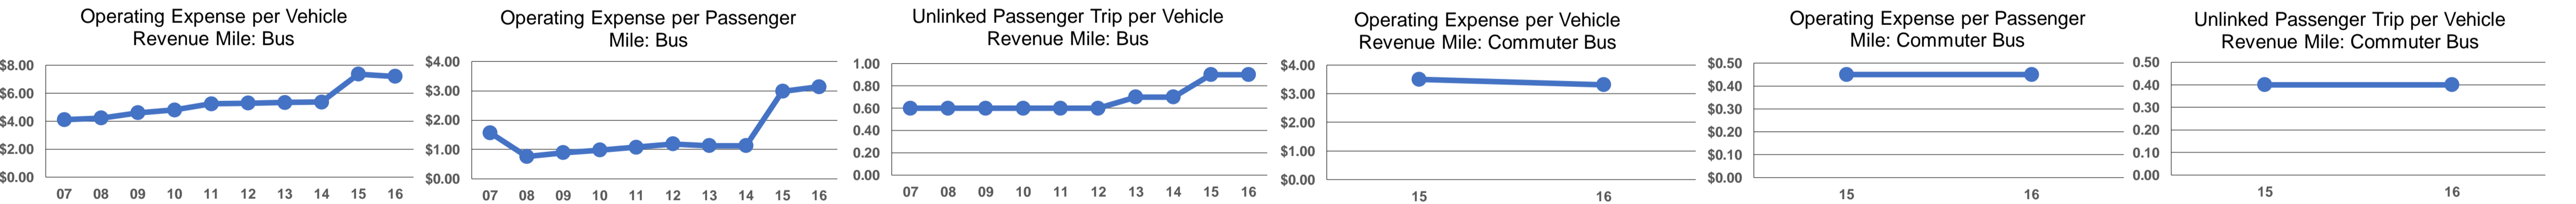 Operating Expense per Vehicle
Revenue Mile: Bus
$8.00
$6.00
$4.00
$2.00
$0.00
07 08 09 10 11 12 13 14 15 16
Operating Expense per Passenger
Mile: Bus
$4.00
$3.00
$2.00
$1.00
$0.00
07 08 09 10 11 12 13 14 15 16
Unlinked Passenger Trip per Vehicle
Revenue Mile: Bus
1.00
0.80
0.60
0.40
0.20
0.00
07 08 09 10 11 12 13 14 15 16
Operating Expense per Vehicle
Revenue Mile: Commuter Bus
$4.00
$3.00
$2.00
$1.00
$0.00
15 16
Operating Expense per Passenger
Mile: Commuter Bus
$0.50
$0.40
$0.30
$0.20
$0.10
$0.00
15 16
Unlinked Passenger Trip per Vehicle
Revenue Mile: Commuter Bus
0.50
0.40
0.30
0.20
0.10
0.00
15 16